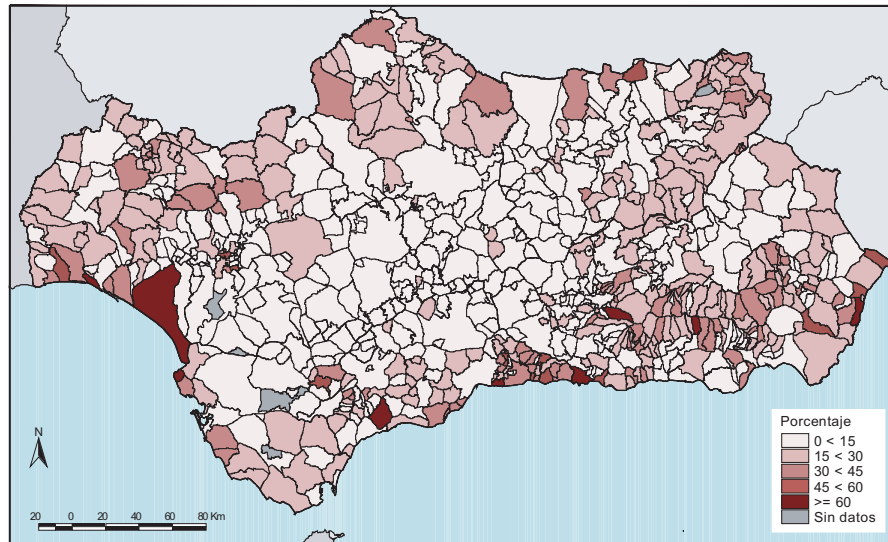 N
20 0 20 40 60 80 Km
Porcentaje
0 < 15
15 < 30
30 < 45
45 < 60
>= 60
Sin datos